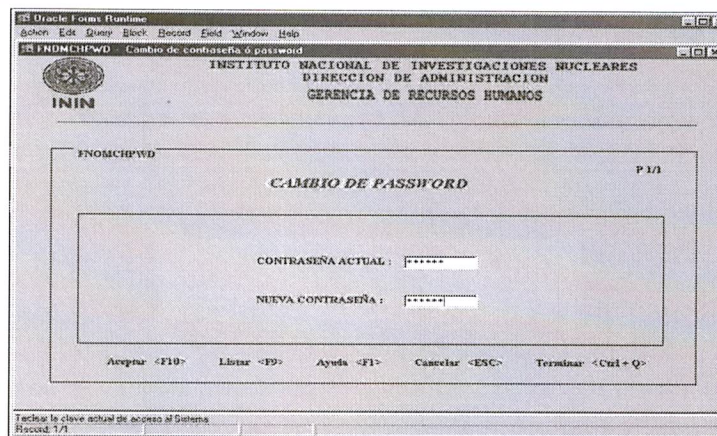 Oracle Forms Runtime
Action Edit Query Block Record Field Window Help
FNOMCHPWD - Cambio de contraseña ó password
INSTITUTO NACIONAL DE INVESTIGACIONES NUCLEARES
DIRECCION DE ADMINISTRACION
GERENCIA DE RECURSOS HUMANOS
ININ
FNOMCHPWD
P 1/1
CAMBIO DE PASSWORD
CONTRASEÑA ACTUAL : ******
NUEVA CONTRASEÑA : ******
Aceptar <F10> Listar <F9> Ayuda <F1> Cancelar <ESC> Terminar <Ctrl + Q>
Teclear la clave actual de acceso al Sistema
Record: 1/1